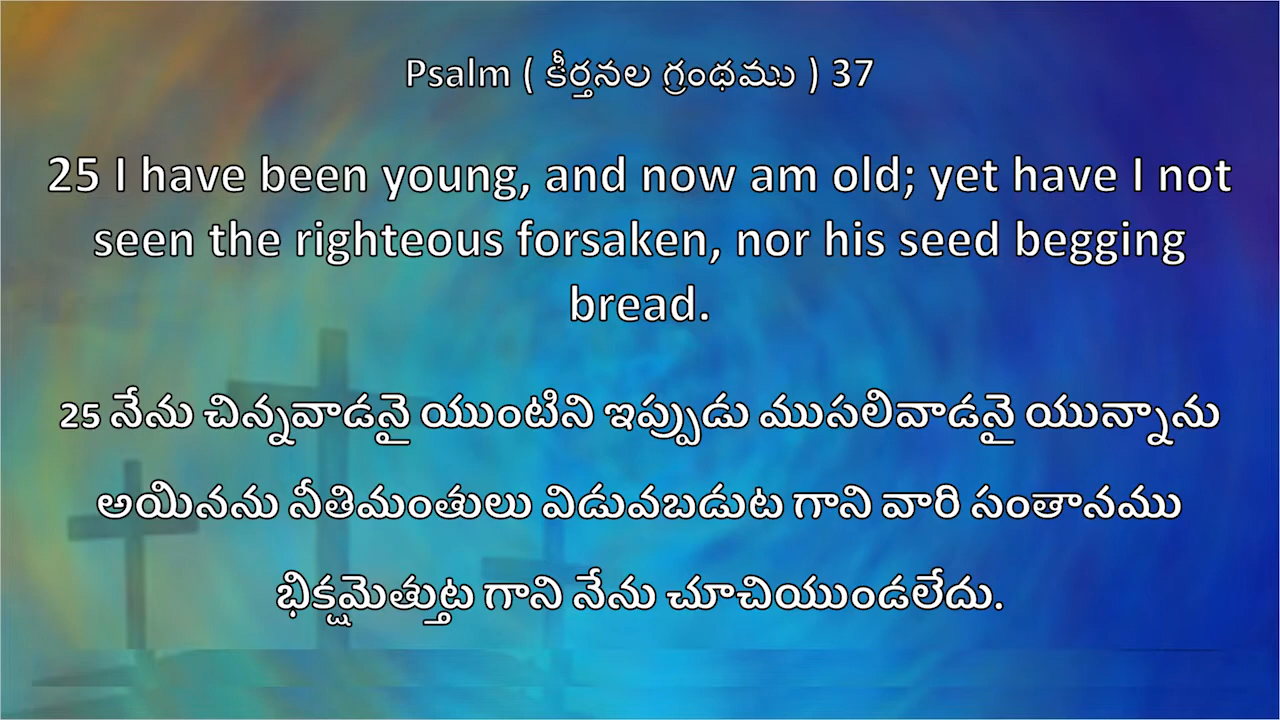 Psalm ( కీర్తనల గ్రంథము ) 37
25 I have been young, and now am old; yet have I not
seen the righteous forsaken, nor his seed begging
bread.
25 నేను చిన్నవాడనై యుంటిని ఇప్పుడు ముసలివాడనై యున్నాను
అయినను నీతిమంతులు విడువబడుట గాని వారి సంతానము
భిక్షమెత్తుట గాని నేను చూచియుండలేదు.